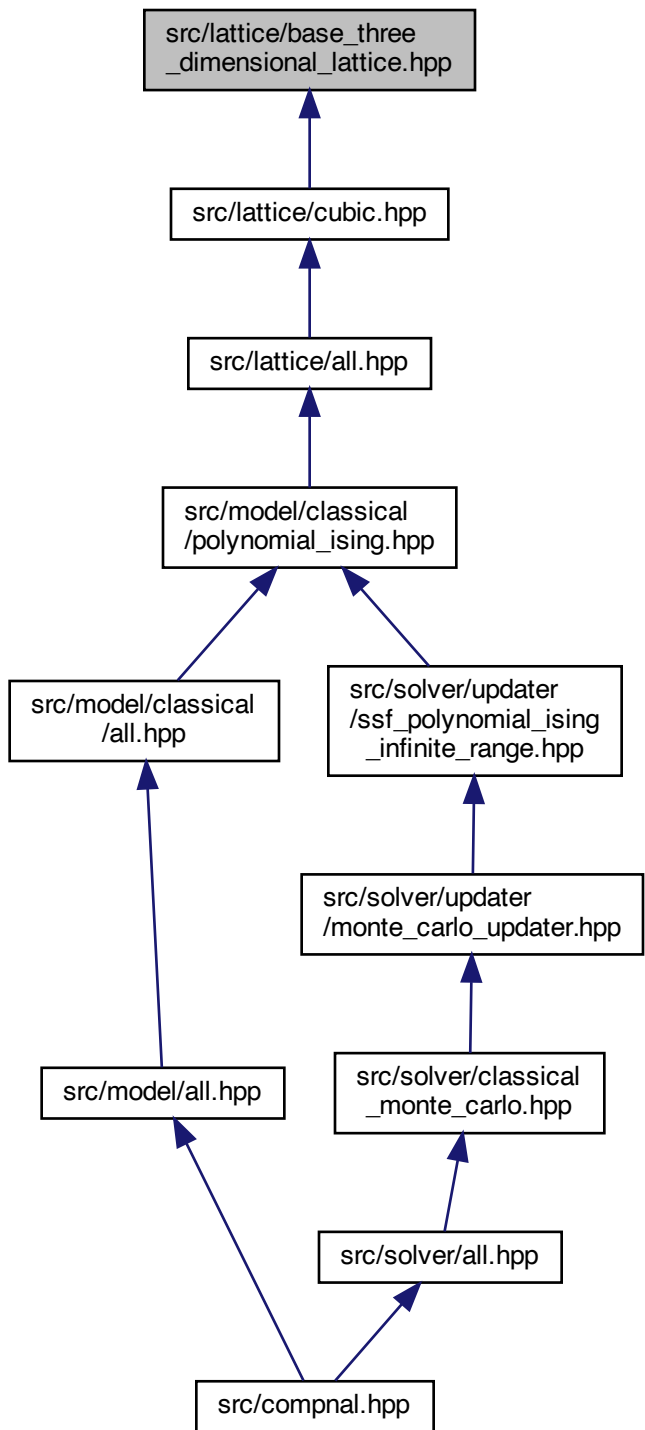 src/lattice/base_three
_dimensional_lattice.hpp
src/lattice/cubic.hpp
src/lattice/all.hpp
src/model/classical
/polynomial_ising.hpp
src/model/classical
/all.hpp
src/solver/updater
/ssf_polynomial_ising
_infinite_range.hpp
src/solver/updater
/monte_carlo_updater.hpp
src/model/all.hpp
src/solver/classical
_monte_carlo.hpp
src/solver/all.hpp
src/compnal.hpp